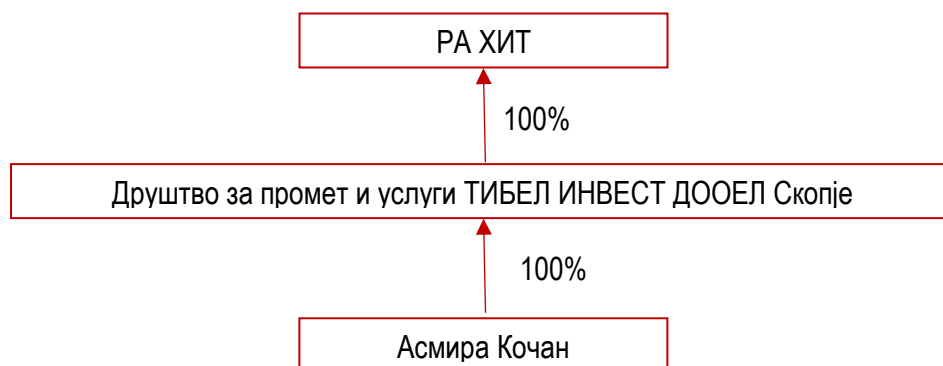 РА ХИТ
100%
Друштво за промет и услуги ТИБЕЛ ИНВЕСТ ДООЕЛ Скопје
100%
Асмира Кочан